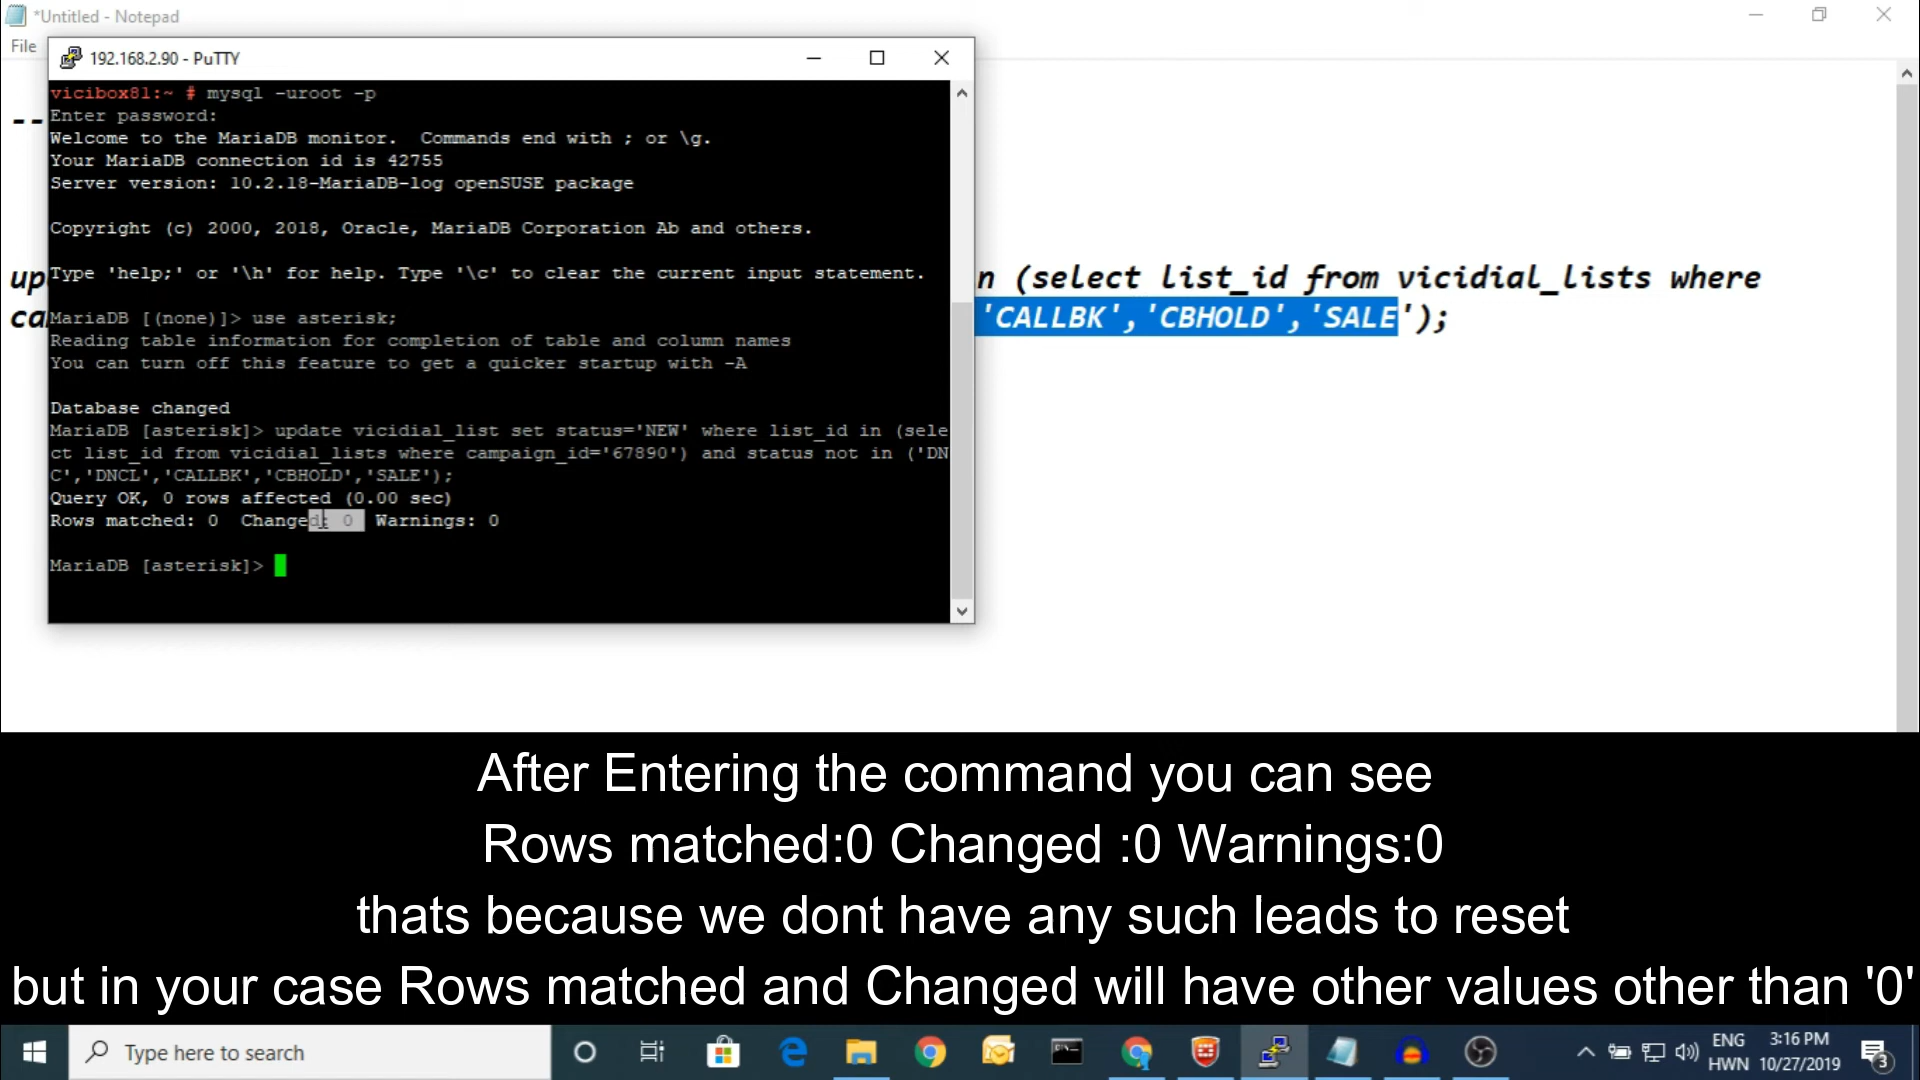 *Untitled - Notepad
File
192.168.2.90 - PuTTY
vicibox81:~ # mysql -uroot -p
Enter password:
Welcome to the MariaDB monitor.  Commands end with ; or \g.
Your MariaDB connection id is 42755
Server version: 10.2.18-MariaDB-log openSUSE package
Copyright (c) 2000, 2018, Oracle, MariaDB Corporation Ab and others.
Type 'help;' or '\h' for help. Type '\c' to clear the current input statement.
MariaDB [(none)]> use asterisk;
Reading table information for completion of table and column names
You can turn off this feature to get a quicker startup with -A
Database changed
MariaDB [asterisk]> update vicidial_list set status='NEW' where list_id in (sele
ct list_id from vicidial_lists where campaign_id='67890') and status not in ('DN
C','DNCL','CALLBK','CBHOLD','SALE');
Query OK, 0 rows affected (0.00 sec)
Rows matched: 0  Changed: 0  Warnings: 0
MariaDB [asterisk]>
--
up n (select list_id from vicidial_lists where
ca 'CALLBK','CBHOLD','SALE');
After Entering the command you can see
Rows matched:0 Changed :0 Warnings:0
thats because we dont have any such leads to reset
but in your case Rows matched and Changed will have other values other than '0'
Type here to search
ENG
HWN
3:16 PM
10/27/2019
3